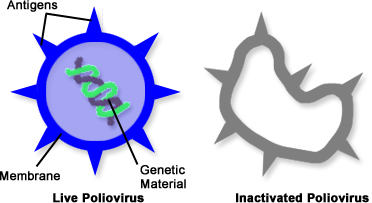 Antigens
Membrane
Genetic
Material
Live Poliovirus
Inactivated Poliovirus